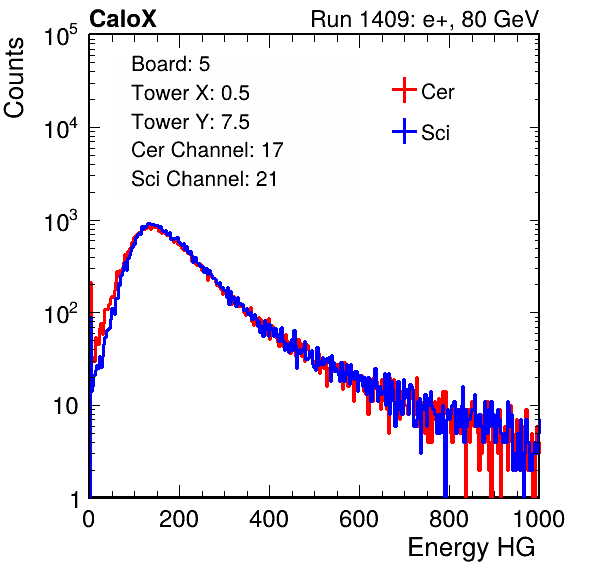 CaloX Run 1409: e+, 80 GeV
Board: 5
Tower X: 0.5
Tower Y: 7.5
Cer Channel: 17
Sci Channel: 21
Cer
Sci
Counts
10^5
10^4
10^3
10^2
10
1
0 200 400 600 800 1000
Energy HG